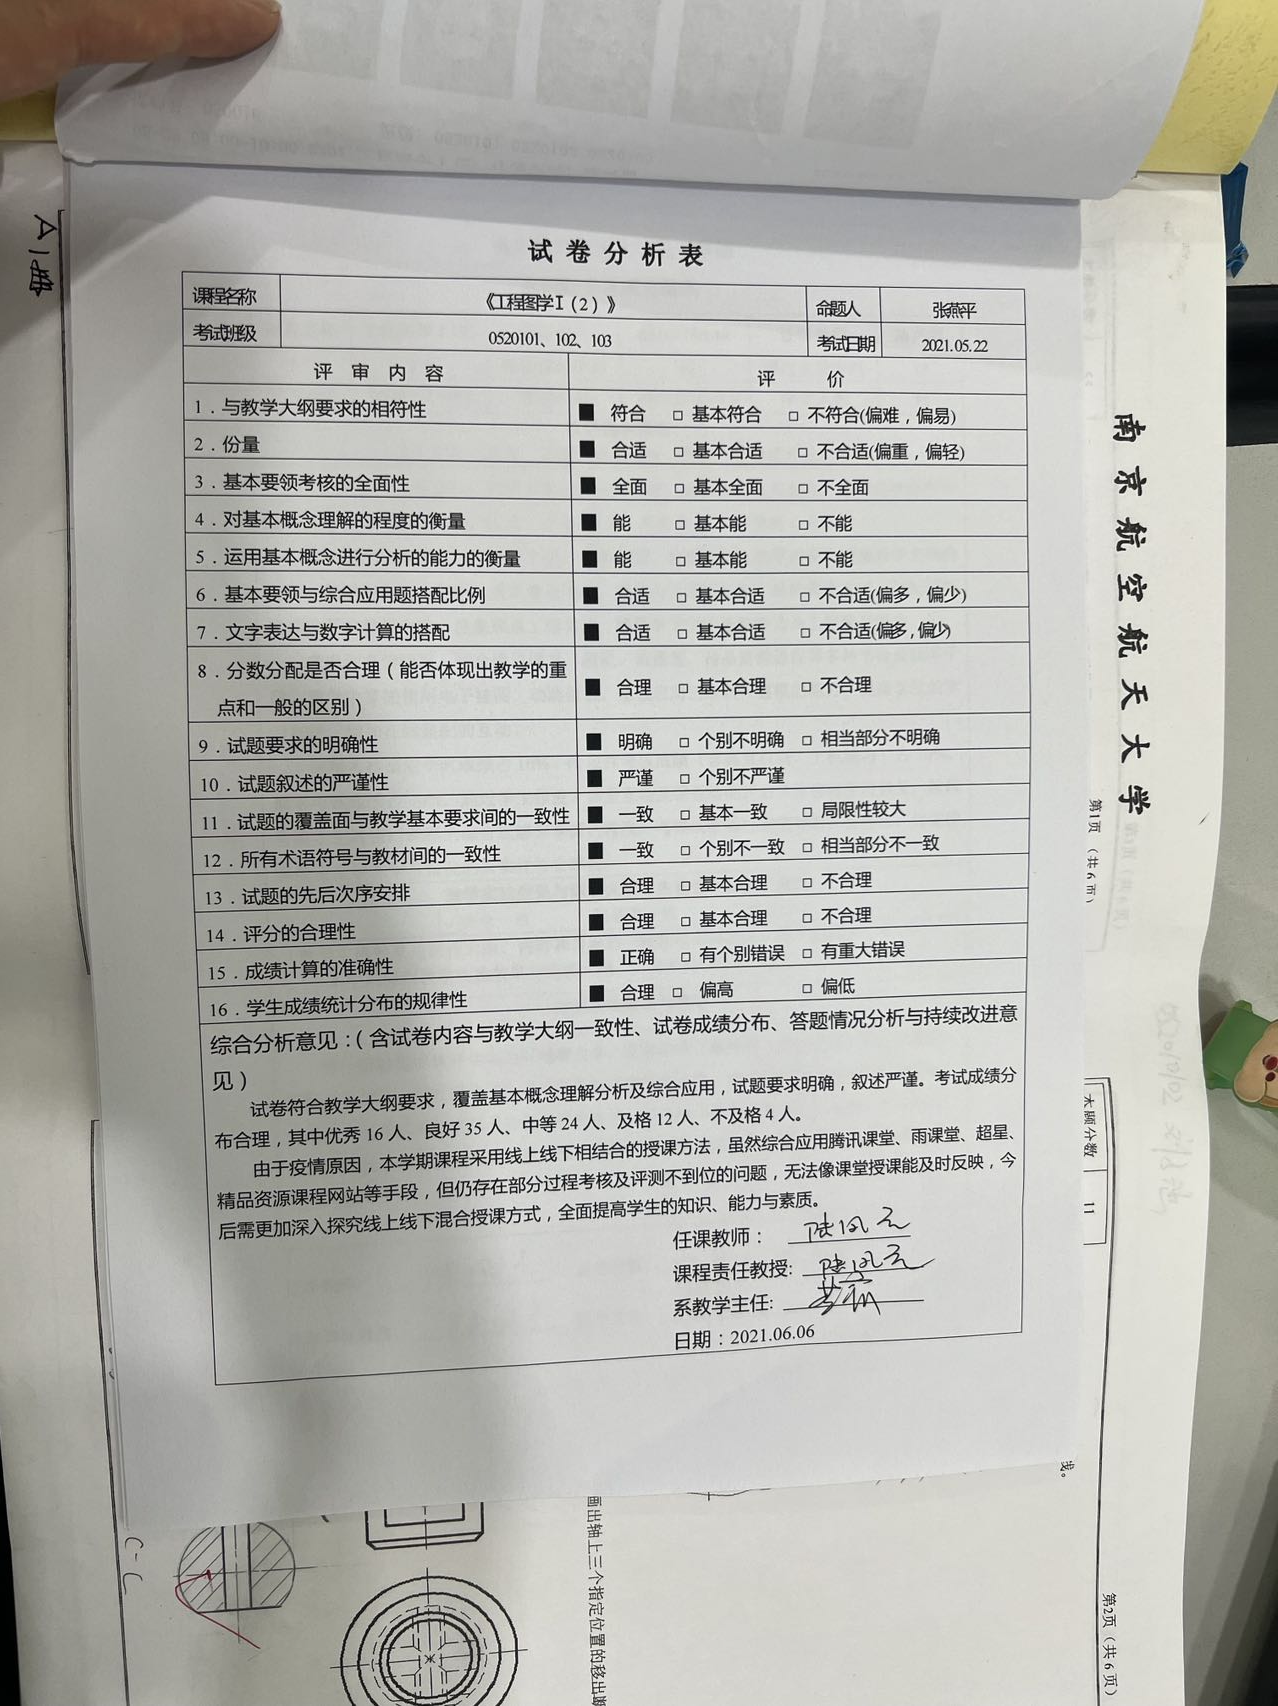 试卷分析表
课程名称 《工程图学Ⅰ(2)》 命题人 张燕平
考试班级 0520101、102、103 考试日期 2021.05.22
评审内容 评价
1．与教学大纲要求的相符性 ■ 符合 □ 基本符合 □ 不符合(偏难，偏易)
2．份量 ■ 合适 □ 基本合适 □ 不合适(偏重，偏轻)
3．基本要领考核的全面性 ■ 全面 □ 基本全面 □ 不全面
4．对基本概念理解的程度的衡量 ■ 能 □ 基本能 □ 不能
5．运用基本概念进行分析的能力的衡量 ■ 能 □ 基本能 □ 不能
6．基本要领与综合应用题搭配比例 ■ 合适 □ 基本合适 □ 不合适(偏多，偏少)
7．文字表达与数字计算的搭配 ■ 合适 □ 基本合适 □ 不合适(偏多，偏少)
8．分数分配是否合理（能否体现出教学的重
点和一般的区别） ■ 合理 □ 基本合理 □ 不合理
9．试题要求的明确性 ■ 明确 □ 个别不明确 □ 相当部分不明确
10．试题叙述的严谨性 ■ 严谨 □ 个别不严谨
11．试题的覆盖面与教学基本要求间的一致性 ■ 一致 □ 基本一致 □ 局限性较大
12．所有术语符号与教材间的一致性 ■ 一致 □ 个别不一致 □ 相当部分不一致
13．试题的先后次序安排 ■ 合理 □ 基本合理 □ 不合理
14．评分的合理性 ■ 合理 □ 基本合理 □ 不合理
15．成绩计算的准确性 ■ 正确 □ 有个别错误 □ 有重大错误
16．学生成绩统计分布的规律性 ■ 合理 □ 偏高 □ 偏低
综合分析意见：（含试卷内容与教学大纲一致性、试卷成绩分布、答题情况分析与持续改进意
见）
试卷符合教学大纲要求，覆盖基本概念理解分析及综合应用，试题要求明确，叙述严谨。考试成绩分
布合理，其中优秀 16 人、良好 35 人、中等 24 人、及格 12 人、不及格 4 人。
由于疫情原因，本学期课程采用线上线下相结合的授课方法，虽然综合应用腾讯课堂、雨课堂、超星、
精品资源课程网站等手段，但仍存在部分过程考核及评测不到位的问题，无法像课堂授课能及时反映，今
后需更加深入探究线上线下混合授课方式，全面提高学生的知识、能力与素质。
任课教师：
课程责任教授:
系教学主任:
日期：2021.06.06
南京航空航天大学
第1页（共6页）
本题分数 11
画出轴上三个指定位置的移出
线。
第2页（共6页）
C-C